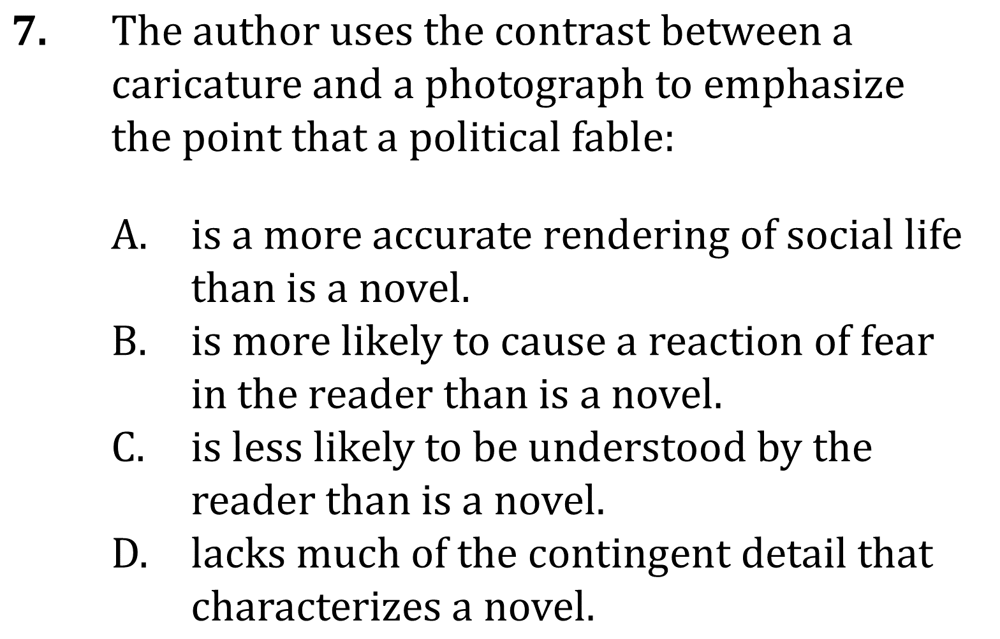 7. The author uses the contrast between a
caricature and a photograph to emphasize
the point that a political fable:
A. is a more accurate rendering of social life
than is a novel.
B. is more likely to cause a reaction of fear
in the reader than is a novel.
C. is less likely to be understood by the
reader than is a novel.
D. lacks much of the contingent detail that
characterizes a novel.